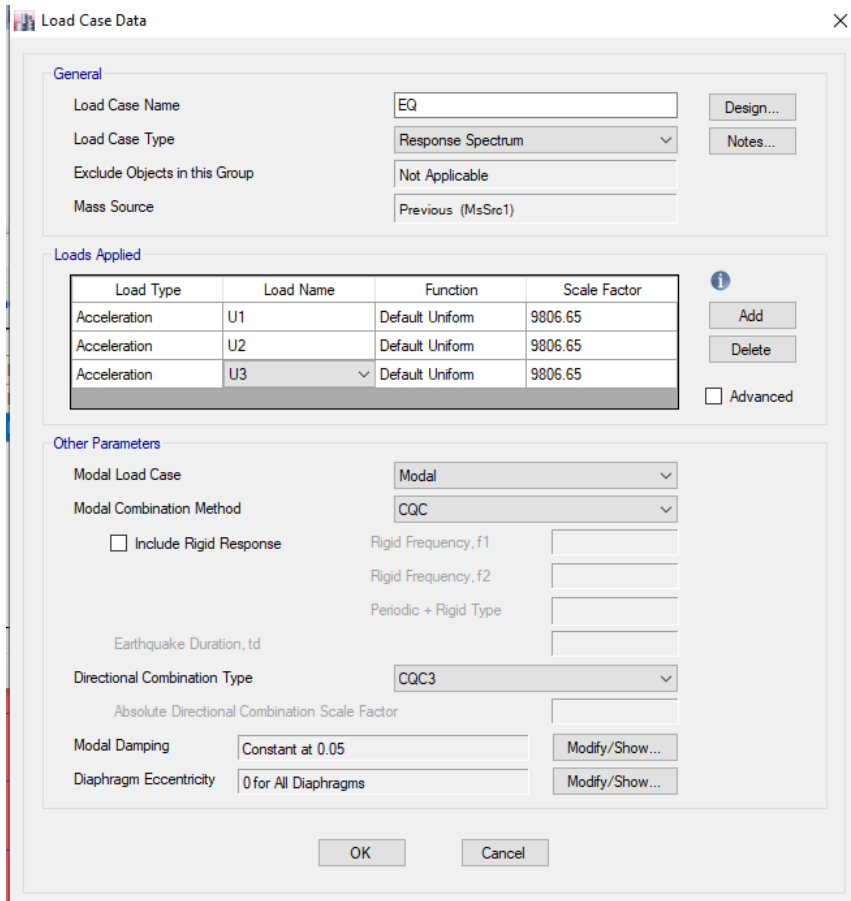 Load Case Data
General
Load Case Name EQ Design...
Load Case Type Response Spectrum Notes...
Exclude Objects in this Group Not Applicable
Mass Source Previous (MsSrc1)
Loads Applied
Load Type Load Name Function Scale Factor
Acceleration U1 Default Uniform 9806.65 Add
Acceleration U2 Default Uniform 9806.65 Delete
Acceleration U3 Default Uniform 9806.65
Advanced
Other Parameters
Modal Load Case Modal
Modal Combination Method CQC
Include Rigid Response Rigid Frequency, f1
Rigid Frequency, f2
Periodic + Rigid Type
Earthquake Duration, td
Directional Combination Type CQC3
Absolute Directional Combination Scale Factor
Modal Damping Constant at 0.05 Modify/Show...
Diaphragm Eccentricity 0 for All Diaphragms Modify/Show...
OK Cancel